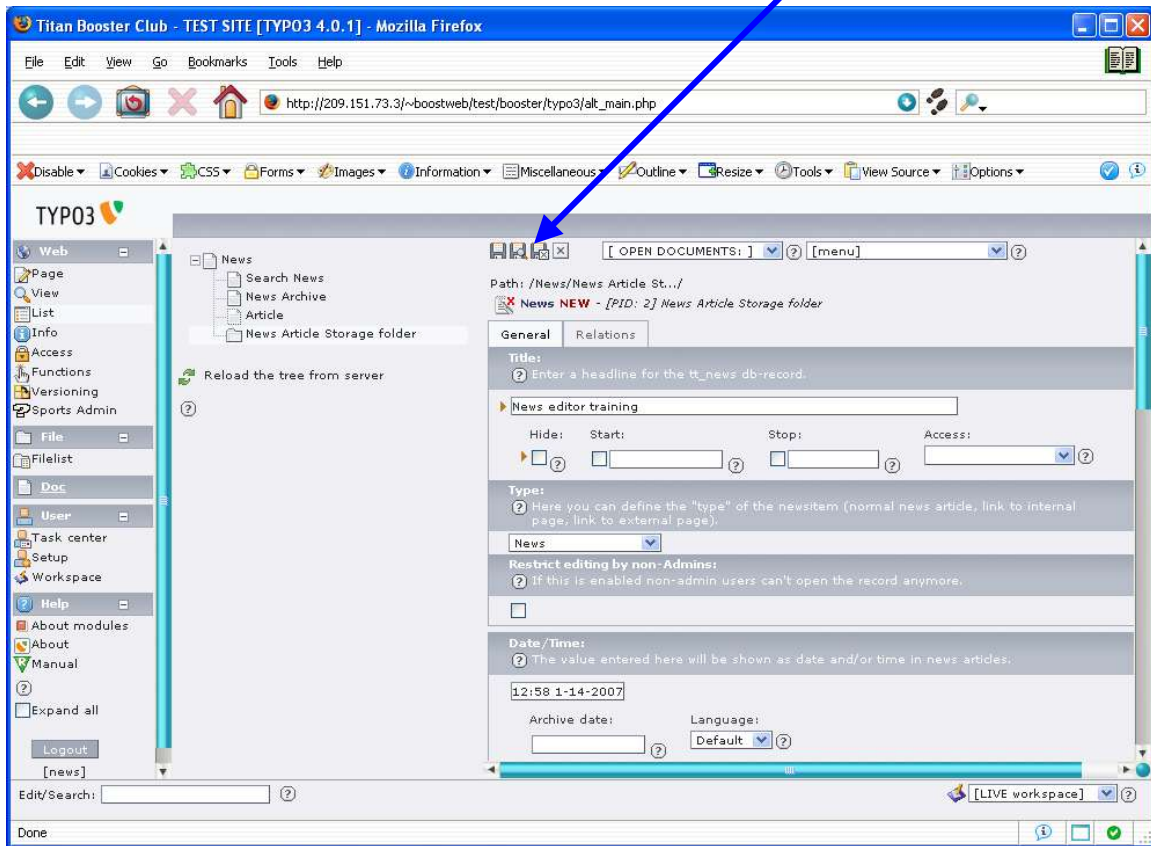 Titan Booster Club - TEST SITE [TYPO3 4.0.1] - Mozilla Firefox
File Edit View Go Bookmarks Tools Help
http://209.151.73.3/~boostweb/test/booster/typo3/alt_main.php
Disable Cookies CSS Forms Images Information Miscellaneous Outline Resize Tools View Source Options
TYPO3
Web
Page
View
List
Info
Access
Functions
Versioning
Sports Admin
File
Filelist
Doc
User
Task center
Setup
Workspace
Help
About modules
About
Manual
Expand all
Logout
[news]
News
Search News
News Archive
Article
News Article Storage folder
Reload the tree from server
[ OPEN DOCUMENTS: ] [menu]
Path: /News/News Article St.../
News NEW - [PID: 2] News Article Storage folder
General Relations
Title:
Enter a headline for the tt_news db-record.
News editor training
Hide: Start: Stop: Access:
Type:
Here you can define the "type" of the newsitem (normal news article, link to internal
page, link to external page).
News
Restrict editing by non-Admins:
If this is enabled non-admin users can't open the record anymore.
Date/Time:
The value entered here will be shown as date and/or time in news articles.
12:58 1-14-2007
Archive date: Language:
Default
Edit/Search: [LIVE workspace]
Done